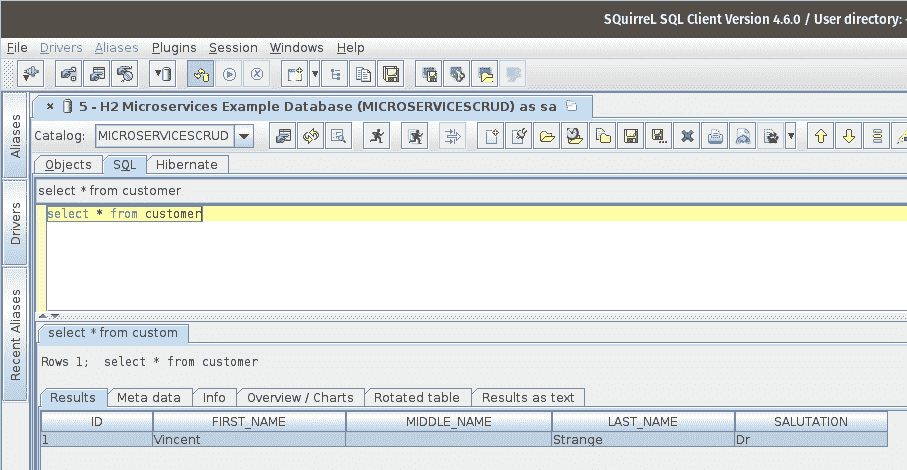 SQuirreL SQL Client Version 4.6.0 / User directory:
File Drivers Aliases Plugins Session Windows Help
5 - H2 Microservices Example Database (MICROSERVICESCRUD) as sa
Catalog: MICROSERVICESCRUD
Objects SQL Hibernate
select * from customer
select * from customer
Aliases
Drivers
Recent Aliases
select * from custom
Rows 1; select * from customer
Results Meta data Info Overview / Charts Rotated table Results as text
ID FIRST_NAME MIDDLE_NAME LAST_NAME SALUTATION
1 Vincent Strange Dr